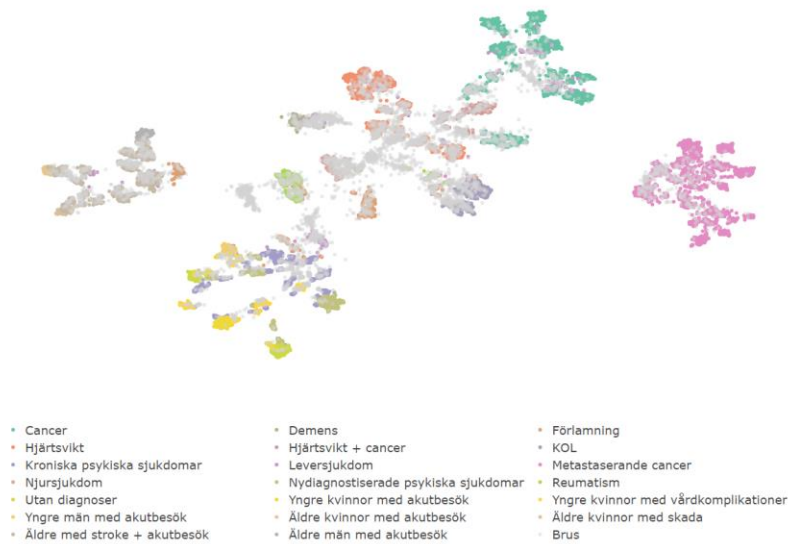 Cancer
Demens
Förlamning
Hjärtsvikt
Hjärtsvikt + cancer
KOL
Kroniska psykiska sjukdomar
Leversjukdom
Metastaserande cancer
Njursjukdom
Nydiagnostiserade psykiska sjukdomar
Reumatism
Utan diagnoser
Yngre kvinnor med akutbesök
Yngre kvinnor med vårdkomplikationer
Yngre män med akutbesök
Äldre kvinnor med akutbesök
Äldre kvinnor med skada
Äldre med stroke + akutbesök
Äldre män med akutbesök
Brus